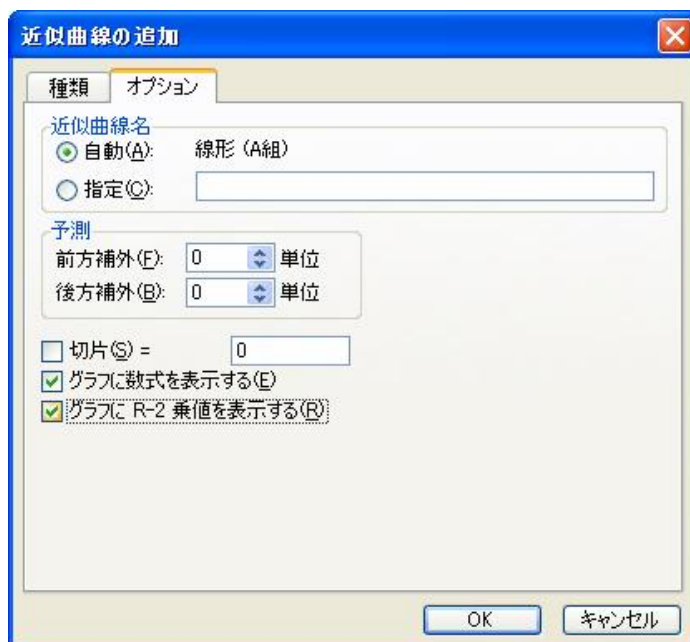 近似曲線の追加
種類 オプション
近似曲線名
自動(A): 線形 (A組)
指定(C):
予測
前方補外(F): 0 単位
後方補外(B): 0 単位
切片(S) = 0
グラフに数式を表示する(E)
グラフに R-2 乗値を表示する(R)
OK キャンセル